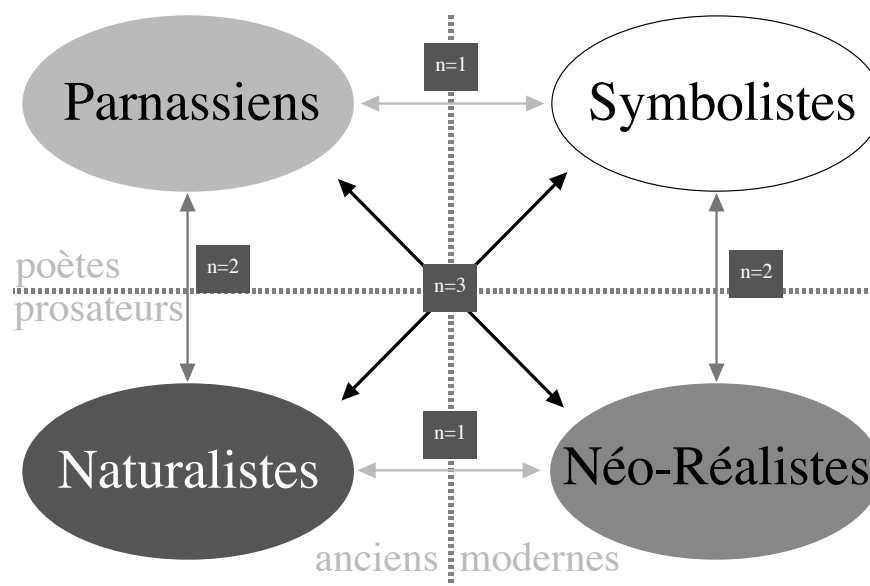 n=1
Parnassiens
Symbolistes
n=2
poètes
n=2
n=3
prosateurs
n=1
Naturalistes
Néo-Réalistes
anciens
modernes